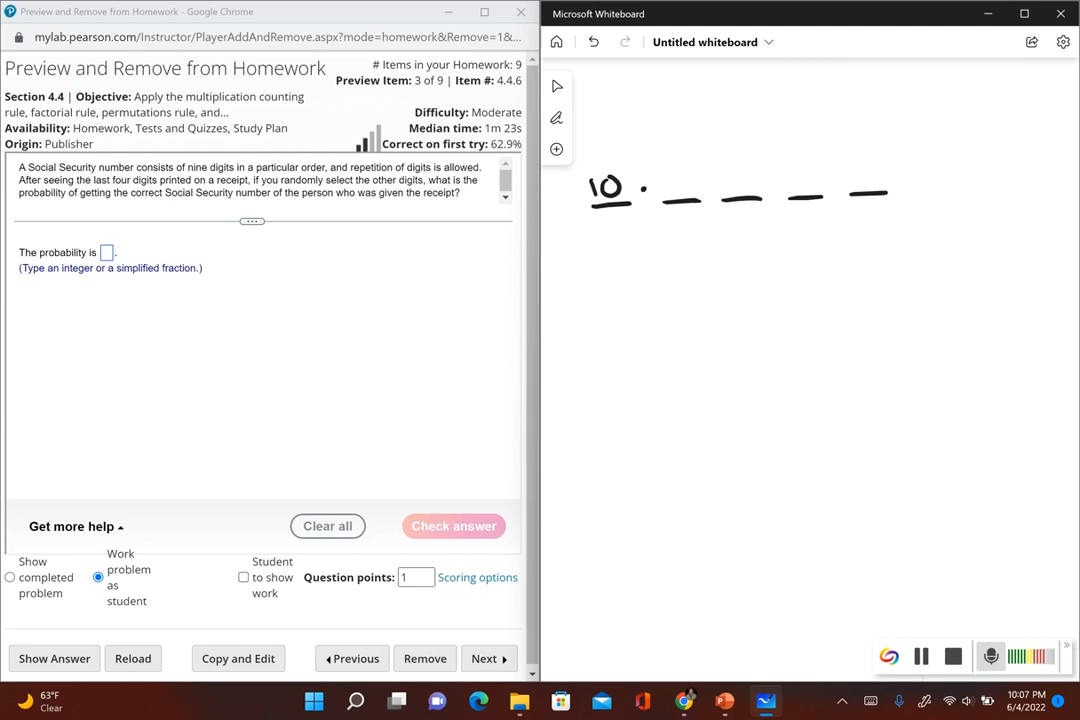 Preview and Remove from Homework - Google Chrome
mylab.pearson.com/Instructor/PlayerAddAndRemove.aspx?mode=homework&Remove=1&...
Preview and Remove from Homework
# Items in your Homework: 9
Preview Item: 3 of 9 | Item #: 4.4.6
Section 4.4 | Objective: Apply the multiplication counting
rule, factorial rule, permutations rule, and...
Difficulty: Moderate
Availability: Homework, Tests and Quizzes, Study Plan
Median time: 1m 23s
Origin: Publisher
Correct on first try: 62.9%
A Social Security number consists of nine digits in a particular order, and repetition of digits is allowed.
After seeing the last four digits printed on a receipt, if you randomly select the other digits, what is the
probability of getting the correct Social Security number of the person who was given the receipt?
The probability is .
(Type an integer or a simplified fraction.)
Get more help
Clear all
Check answer
Show
completed
problem
Work
problem
as
student
Student
to show
work
Question points: 1
Scoring options
Show Answer
Reload
Copy and Edit
Previous
Remove
Next
Microsoft Whiteboard
Untitled whiteboard
10 · _ _ _ _
63°F
Clear
10:07 PM
6/4/2022